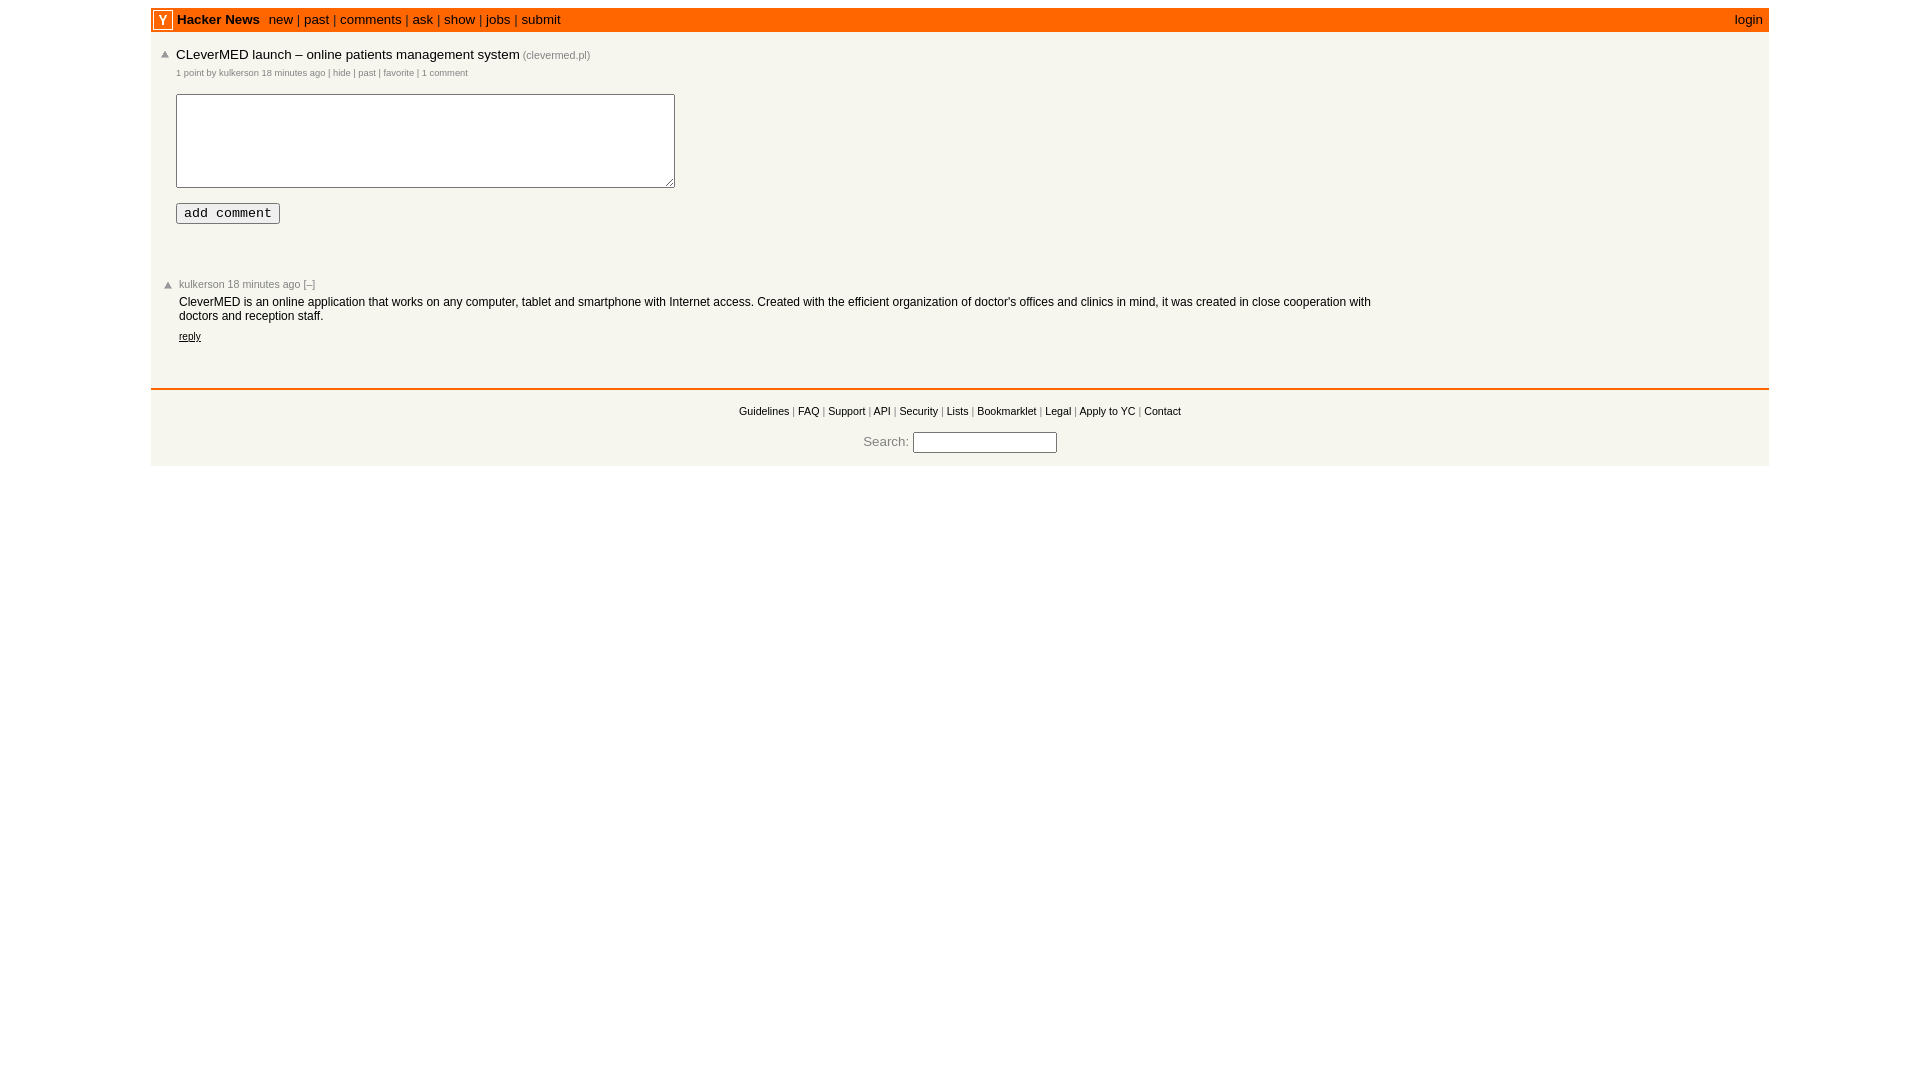 Y Hacker News new | past | comments | ask | show | jobs | submit login
CLeverMED launch – online patients management system (clevermed.pl)
1 point by kulkerson 18 minutes ago | hide | past | favorite | 1 comment
add comment
kulkerson 18 minutes ago [–]
CleverMED is an online application that works on any computer, tablet and smartphone with Internet access. Created with the efficient organization of doctor's offices and clinics in mind, it was created in close cooperation with
doctors and reception staff.
reply
Guidelines | FAQ | Support | API | Security | Lists | Bookmarklet | Legal | Apply to YC | Contact
Search: